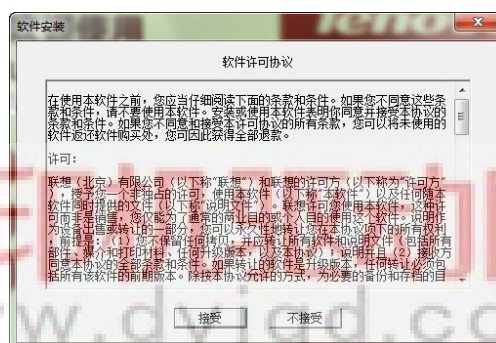 软件安装
软件许可协议
在使用本软件之前，您应当仔细阅读下面的条款和条件。如果您不同意这些条
款和条件，请不要使用本软件。安装或使用本软件表明你同意并接受本协议的
条款和条件。如果您不同意和接受本许可协议的所有条款，您可以将未使用的
软件返还软件购买处，您可因此获得全部退款。
许可：
联想（北京）有限公司（以下称“联想”）和联想的许可方（以下称为“许可方”
），授予您一个非独占的许可，使用本软件（以下称“本软件”）以及任何随本
软件同时提供的文件（以下称“说明文件”）。联想许可您使用本软件，这种许
可而非是销售，您仅能为了通常的商业目的或个人目的使用这个软件。说明作
为设备出售或转让的一部分，您可以永久性地转让您在本协议项下的所有权利
，前提是：（1）您不保留任何拷贝，并应转让所有软件和说明文件（包括所有
部件、媒介和打印材料、任何升级版本，以及本协议）；说明并且（2）接收方
同意本协议的全部条款和条件。如果转让的软件是升级版本，任何转让必须包
括所有该软件的前期版本。除按本协议允许的方式，为必要的备份和存档的目
接受
不接受
www.dyjqd.co